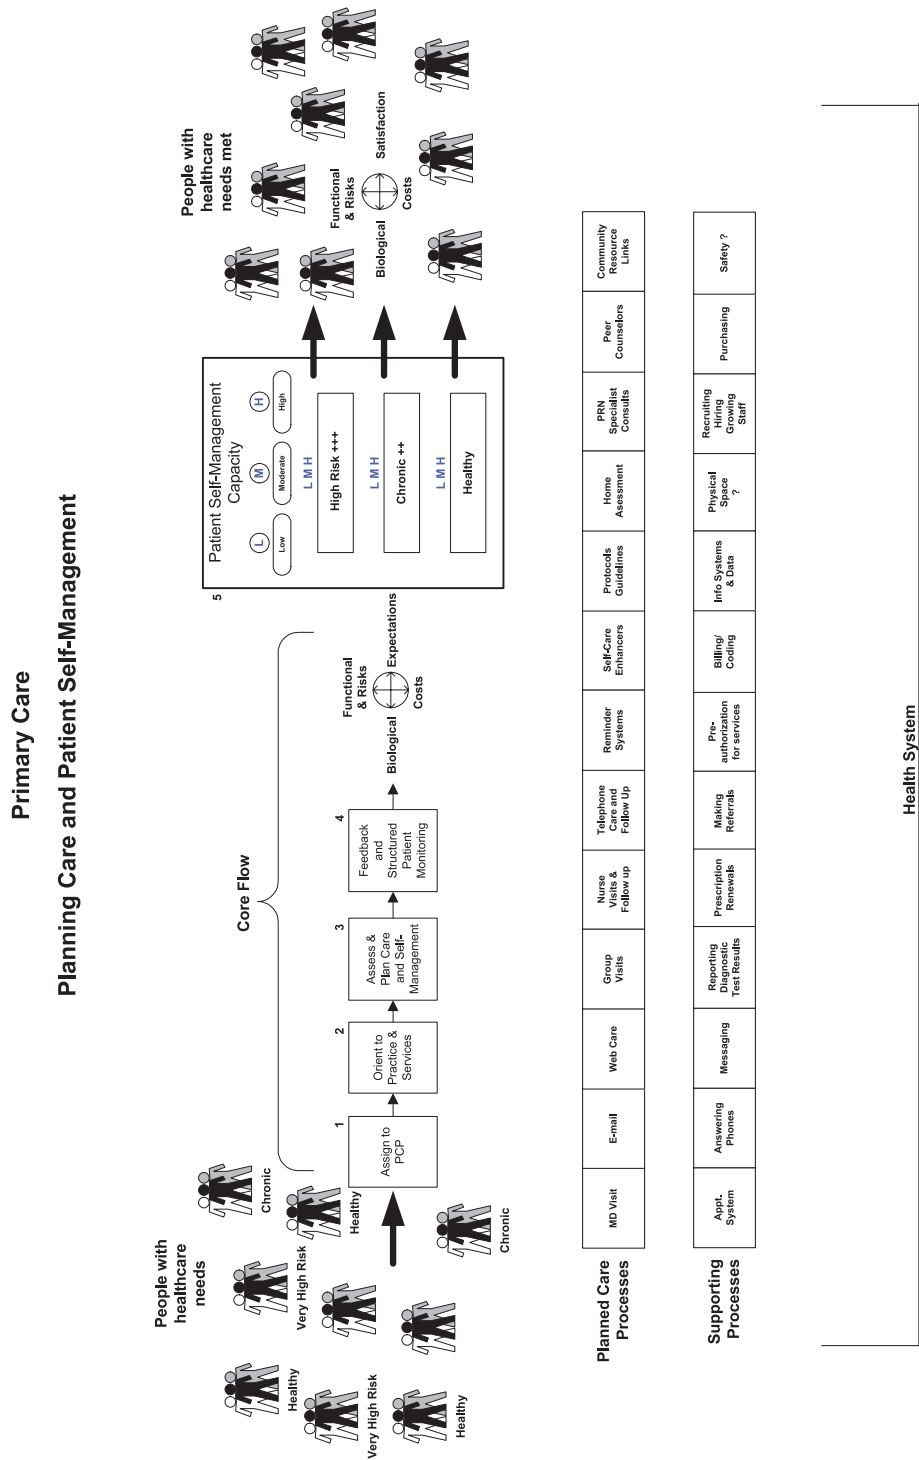 Primary Care
Planning Care and Patient Self-Management
People with
healthcare
needs
Healthy
Very High Risk
Healthy
Very High Risk
Chronic
Healthy
Chronic
Core Flow
1
Assign to
PCP
2
Orient to
Practice &
Services
3
Assess &
Plan Care
and Self-
Management
4
Feedback
and
Structured
Patient
Monitoring
Functional
& Risks
Biological
Expectations
Costs
5
Patient Self-Management
Capacity
L
M
H
Low
Moderate
High
L M H
High Risk +++
L M H
Chronic ++
L M H
Healthy
People with
healthcare
needs met
Functional
& Risks
Biological
Satisfaction
Costs
Planned Care
Processes
MD Visit
E-mail
Web Care
Group
Visits
Nurse
Visits &
Follow up
Telephone
Care and
Follow Up
Reminder
Systems
Self-Care
Enhancers
Protocols
Guidelines
Home
Asessment
PRN
Specialist
Consults
Peer
Counselors
Community
Resource
Links
Supporting
Processes
Appt.
System
Answering
Phones
Messaging
Reporting
Diagnostic
Test Results
Prescription
Renewals
Making
Referrals
Pre-
authorization
for services
Billing/
Coding
Info Systems
& Data
Physical
Space
?
Recruiting
Hiring
Growing
Staff
Purchasing
Safety ?
Health System